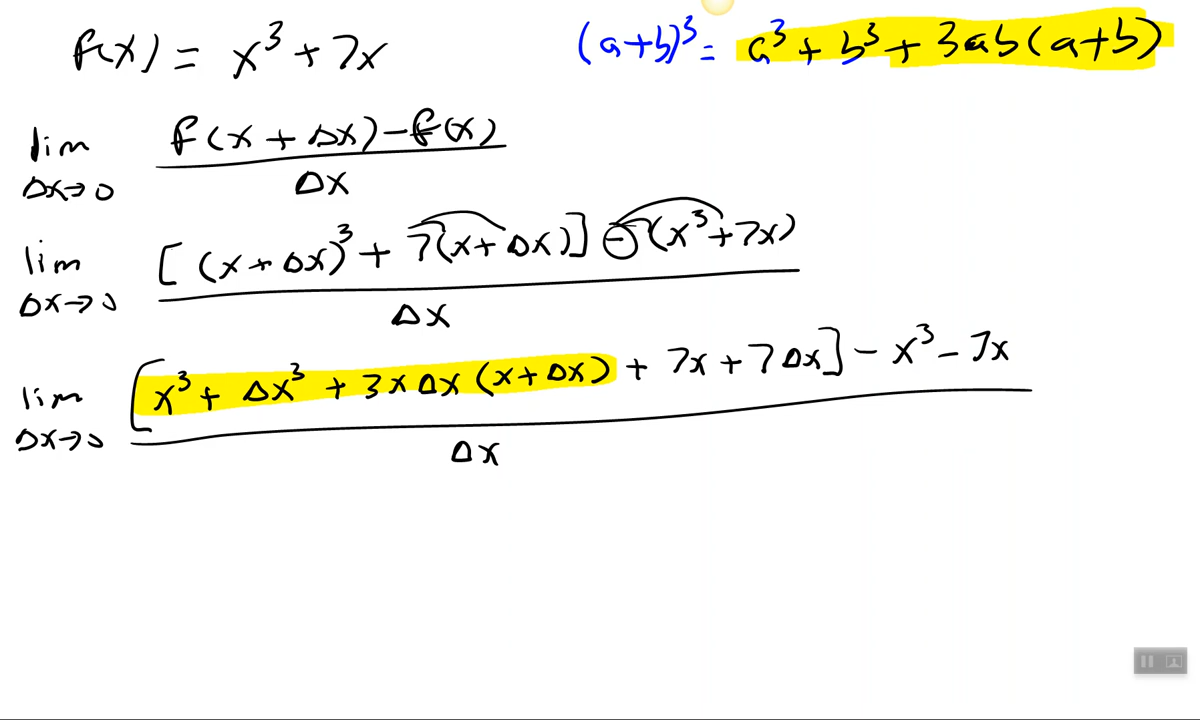 f(x) = x³ + 7x
(a+b)³ = a³ + b³ + 3ab(a+b)
lim Δx→0 f(x + Δx) − f(x) / Δx
lim Δx→0 [(x + Δx)³ + 7(x + Δx)] − (x³ + 7x) / Δx
lim Δx→0 [x³ + Δx³ + 3xΔx(x + Δx) + 7x + 7Δx] − x³ − 7x / Δx